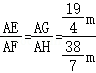 AE/AF = AG/AH = (19/4 m)/(38/7 m)